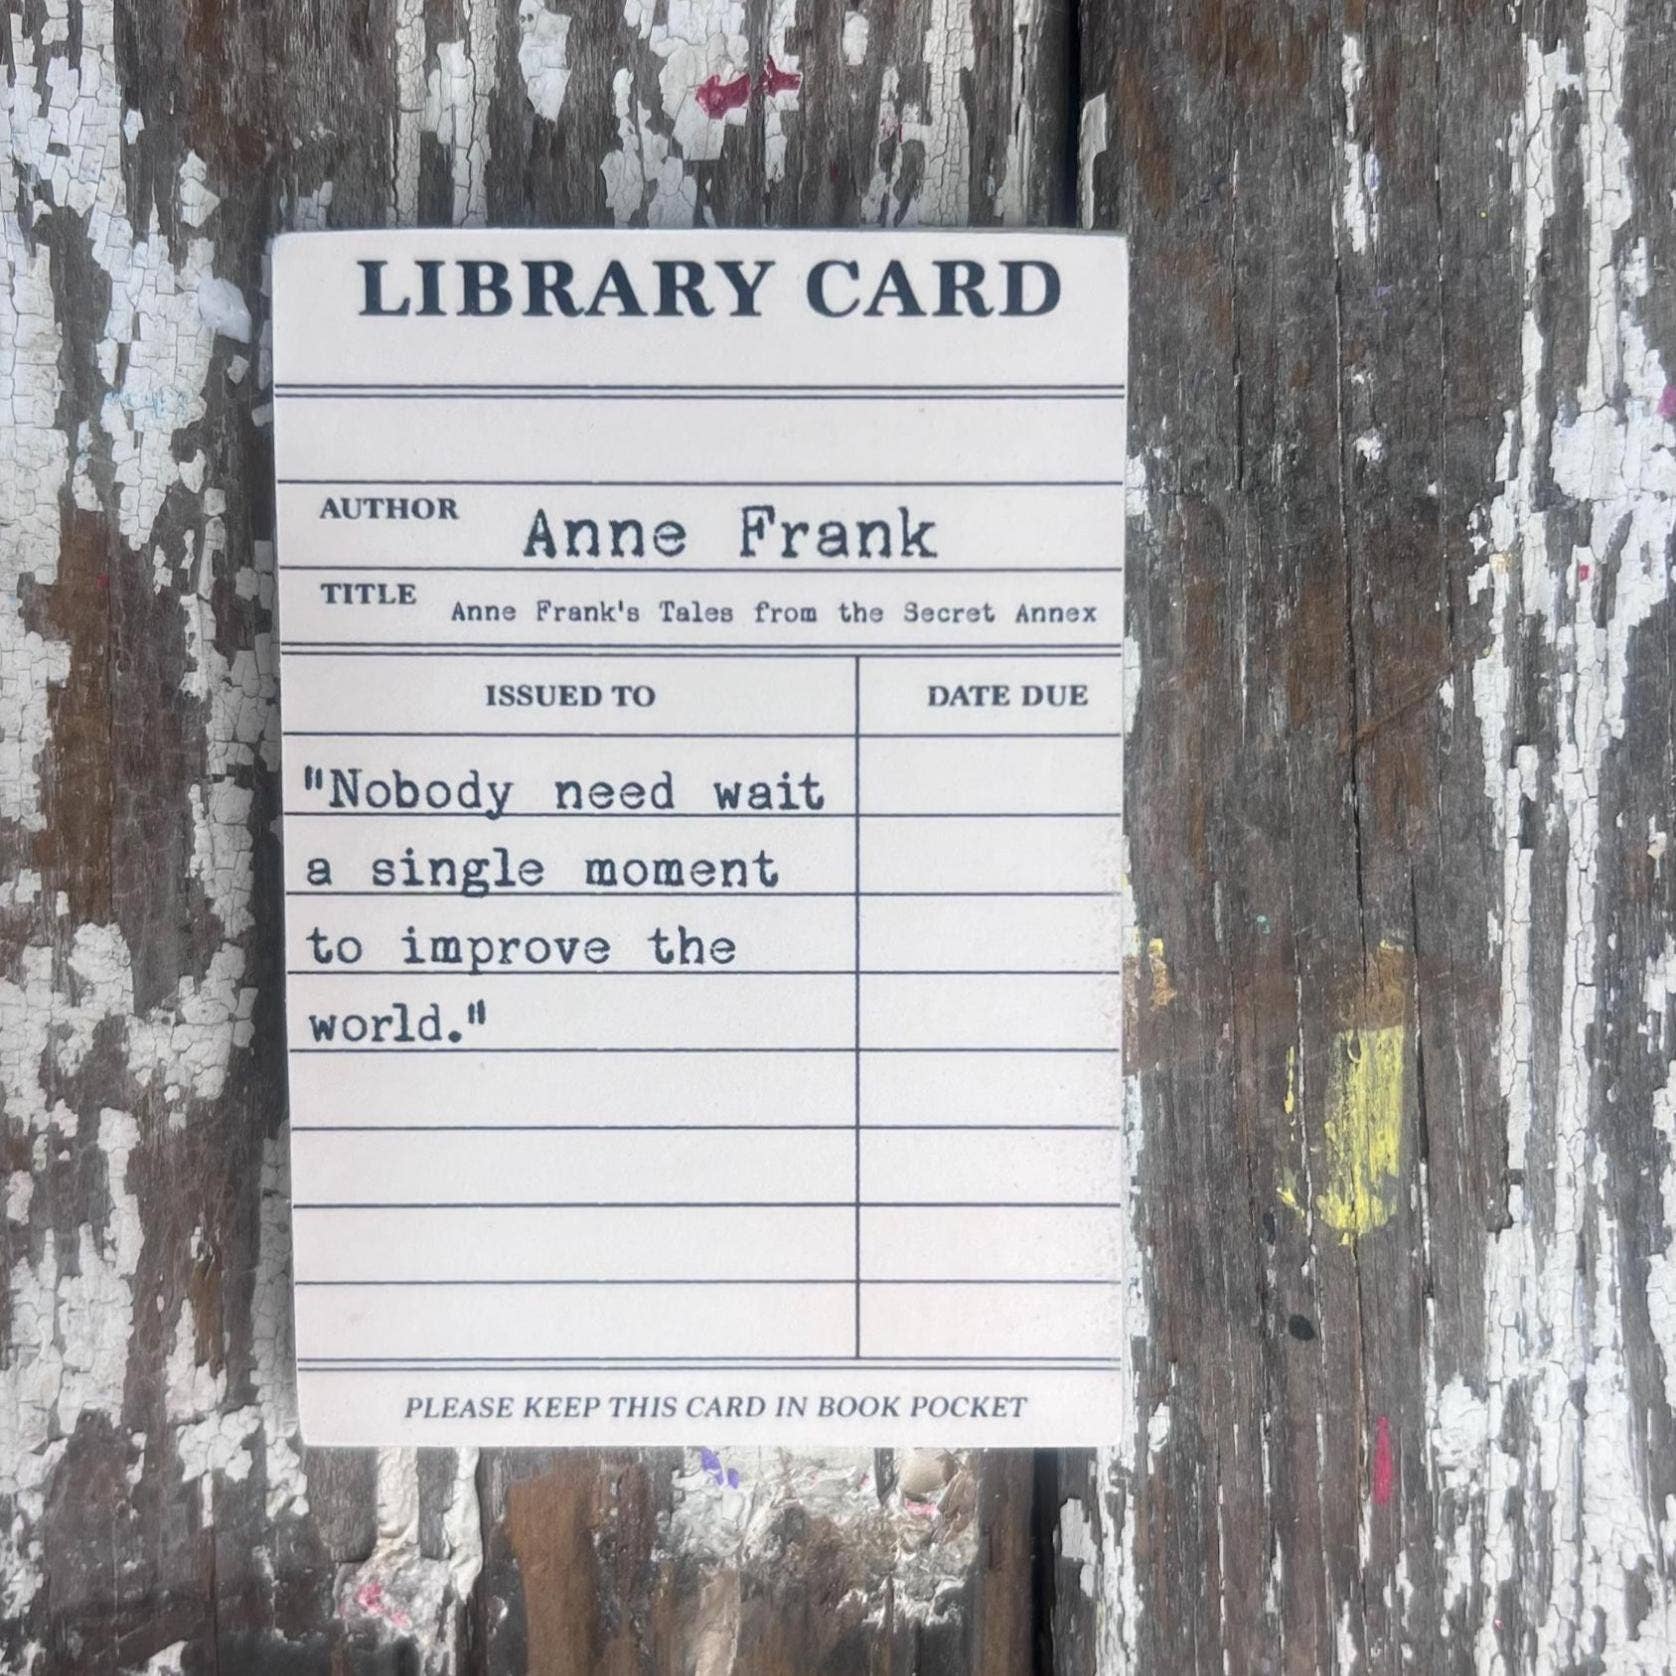 LIBRARY CARD
AUTHOR Anne Frank
TITLE Anne Frank's Tales from the Secret Annex
ISSUED TO DATE DUE
"Nobody need wait
a single moment
to improve the
world."
PLEASE KEEP THIS CARD IN BOOK POCKET